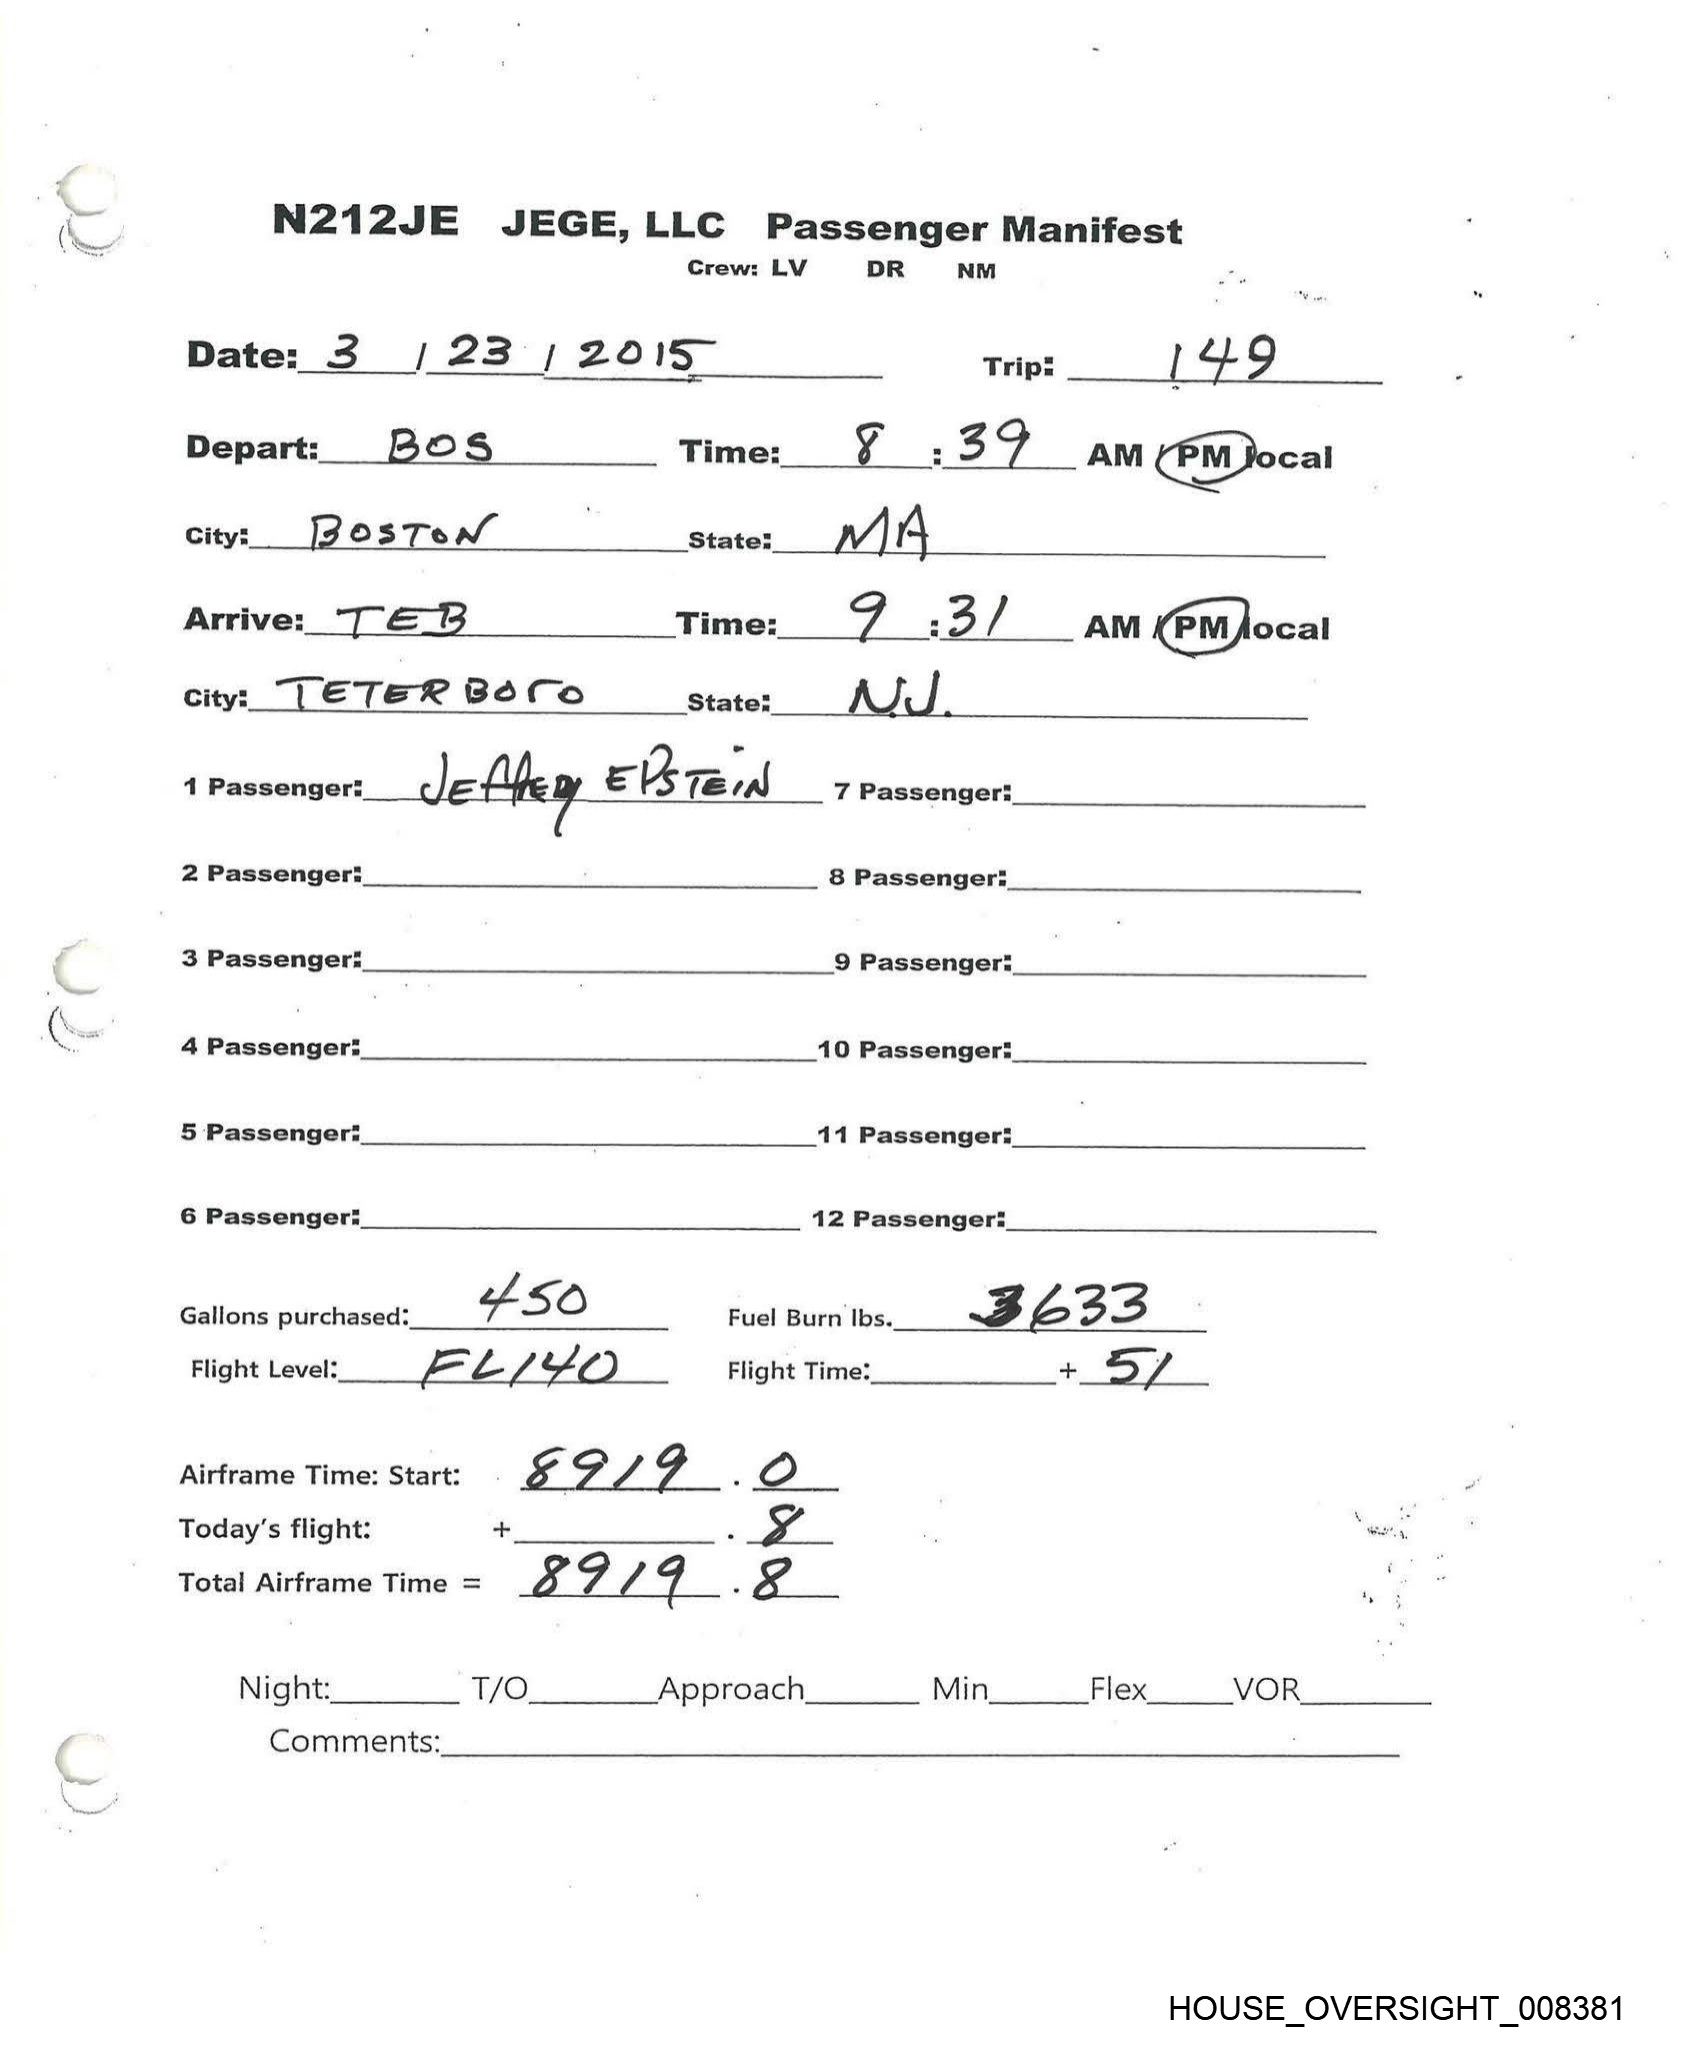 N212JE JEGE, LLC Passenger Manifest
Crew: LV DR NM
Date: 3 / 23 / 2015 Trip: 149
Depart: BOS Time: 8 : 39 AM / PM local
City: BOSTON State: MA
Arrive: TEB Time: 9 : 31 AM / PM local
City: TETERBORO State: N.J.
1 Passenger: JEFFREY EPSTEIN 7 Passenger:
2 Passenger: 8 Passenger:
3 Passenger: 9 Passenger:
4 Passenger: 10 Passenger:
5 Passenger: 11 Passenger:
6 Passenger: 12 Passenger:
Gallons purchased: 450 Fuel Burn lbs. 3633
Flight Level: FL140 Flight Time: + 51
Airframe Time: Start: 8919 . 0
Today's flight: + . 8
Total Airframe Time = 8919 . 8
Night: T/O Approach Min Flex VOR
Comments:
HOUSE_OVERSIGHT_008381